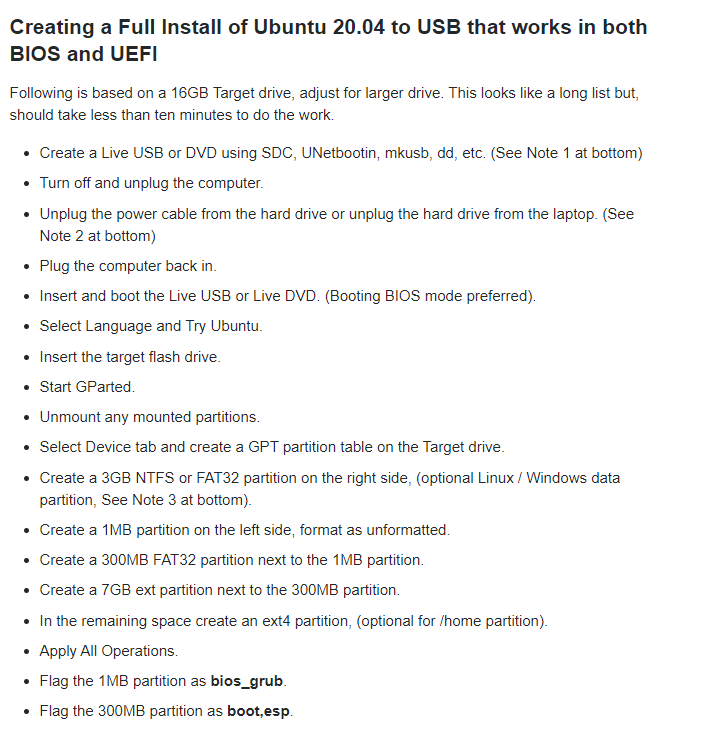 Creating a Full Install of Ubuntu 20.04 to USB that works in both
BIOS and UEFI
Following is based on a 16GB Target drive, adjust for larger drive. This looks like a long list but,
should take less than ten minutes to do the work.
• Create a Live USB or DVD using SDC, UNetbootin, mkusb, dd, etc. (See Note 1 at bottom)
• Turn off and unplug the computer.
• Unplug the power cable from the hard drive or unplug the hard drive from the laptop. (See
Note 2 at bottom)
• Plug the computer back in.
• Insert and boot the Live USB or Live DVD. (Booting BIOS mode preferred).
• Select Language and Try Ubuntu.
• Insert the target flash drive.
• Start GParted.
• Unmount any mounted partitions.
• Select Device tab and create a GPT partition table on the Target drive.
• Create a 3GB NTFS or FAT32 partition on the right side, (optional Linux / Windows data
partition, See Note 3 at bottom).
• Create a 1MB partition on the left side, format as unformatted.
• Create a 300MB FAT32 partition next to the 1MB partition.
• Create a 7GB ext partition next to the 300MB partition.
• In the remaining space create an ext4 partition, (optional for /home partition).
• Apply All Operations.
• Flag the 1MB partition as bios_grub.
• Flag the 300MB partition as boot,esp.